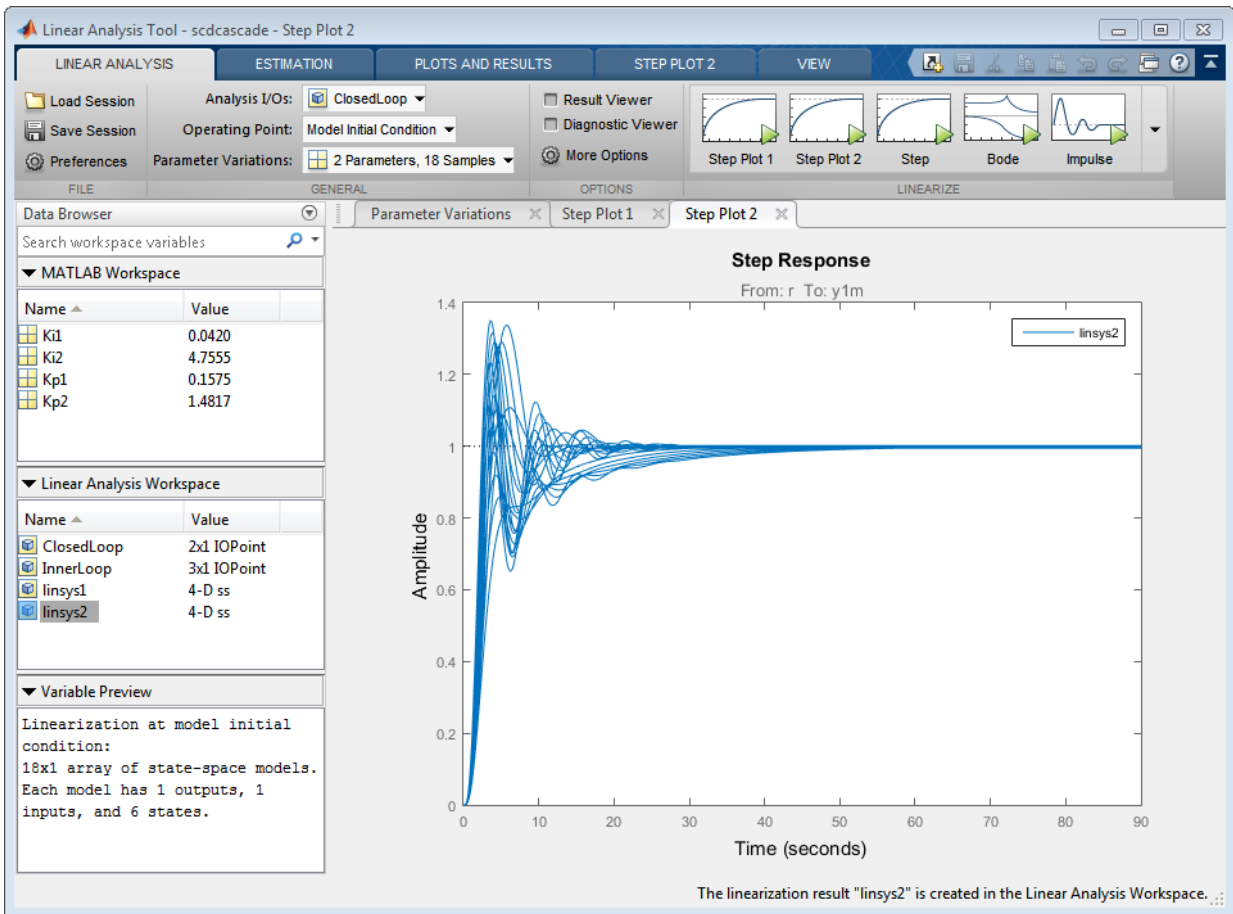 Linear Analysis Tool - scdcascade - Step Plot 2
LINEAR ANALYSIS ESTIMATION PLOTS AND RESULTS STEP PLOT 2 VIEW
Load Session
Save Session
Preferences
FILE
Analysis I/Os: ClosedLoop
Operating Point: Model Initial Condition
Parameter Variations: 2 Parameters, 18 Samples
GENERAL
Result Viewer
Diagnostic Viewer
More Options
OPTIONS
Step Plot 1 Step Plot 2 Step Bode Impulse
LINEARIZE
Data Browser
Search workspace variables
MATLAB Workspace
Name Value
Ki1 0.0420
Ki2 4.7555
Kp1 0.1575
Kp2 1.4817
Linear Analysis Workspace
Name Value
ClosedLoop 2x1 IOPoint
InnerLoop 3x1 IOPoint
linsys1 4-D ss
linsys2 4-D ss
Variable Preview
Linearization at model initial
condition:
18x1 array of state-space models.
Each model has 1 outputs, 1
inputs, and 6 states.
Parameter Variations Step Plot 1 Step Plot 2
Step Response
From: r To: y1m
linsys2
Amplitude
1.4
1.2
1
0.8
0.6
0.4
0.2
0
0 10 20 30 40 50 60 70 80 90
Time (seconds)
The linearization result "linsys2" is created in the Linear Analysis Workspace.